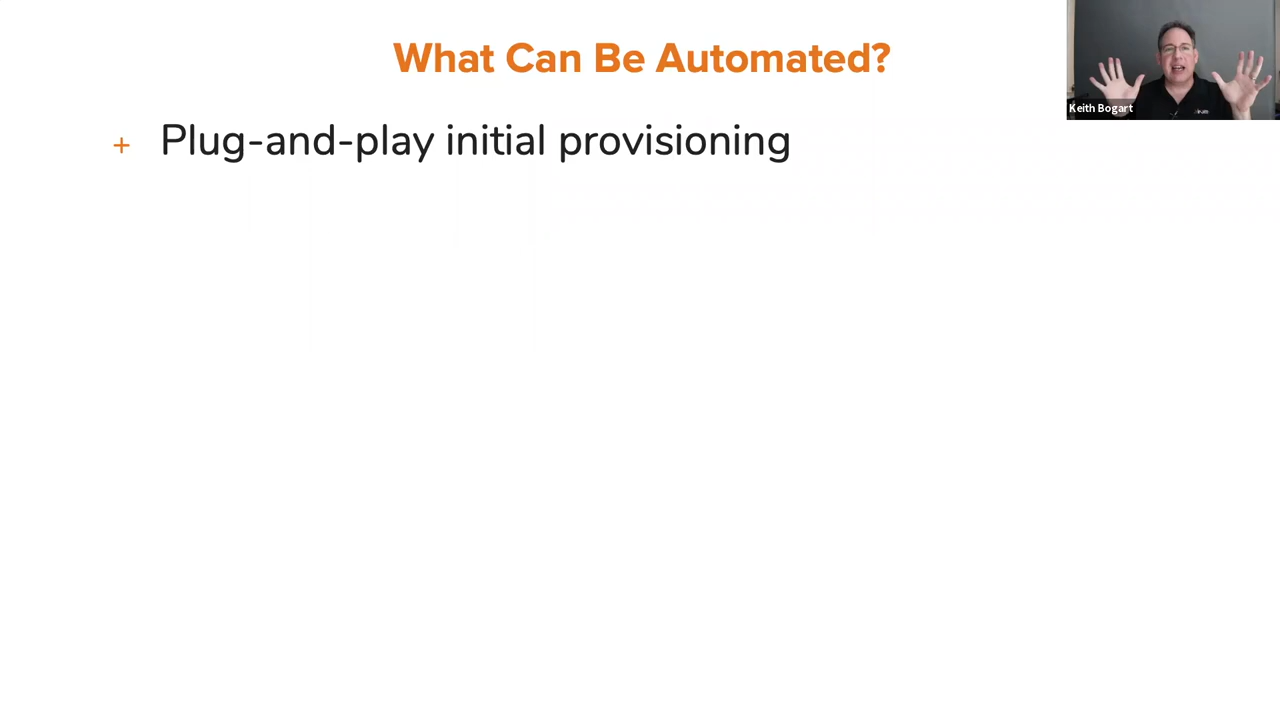 What Can Be Automated?
+ Plug-and-play initial provisioning
Keith Bogart